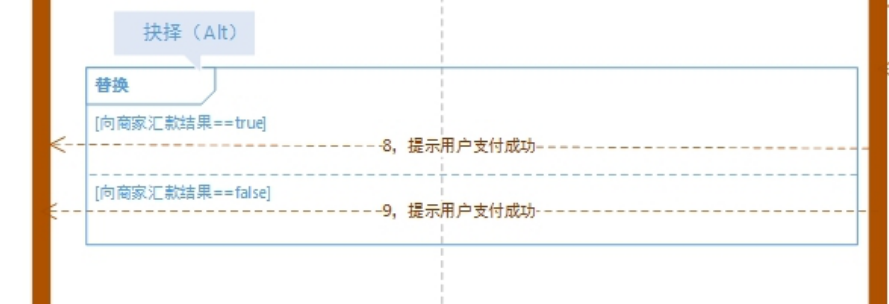 抉择（Alt）
替换
[向商家汇款结果==true]
8，提示用户支付成功
[向商家汇款结果==false]
9，提示用户支付成功